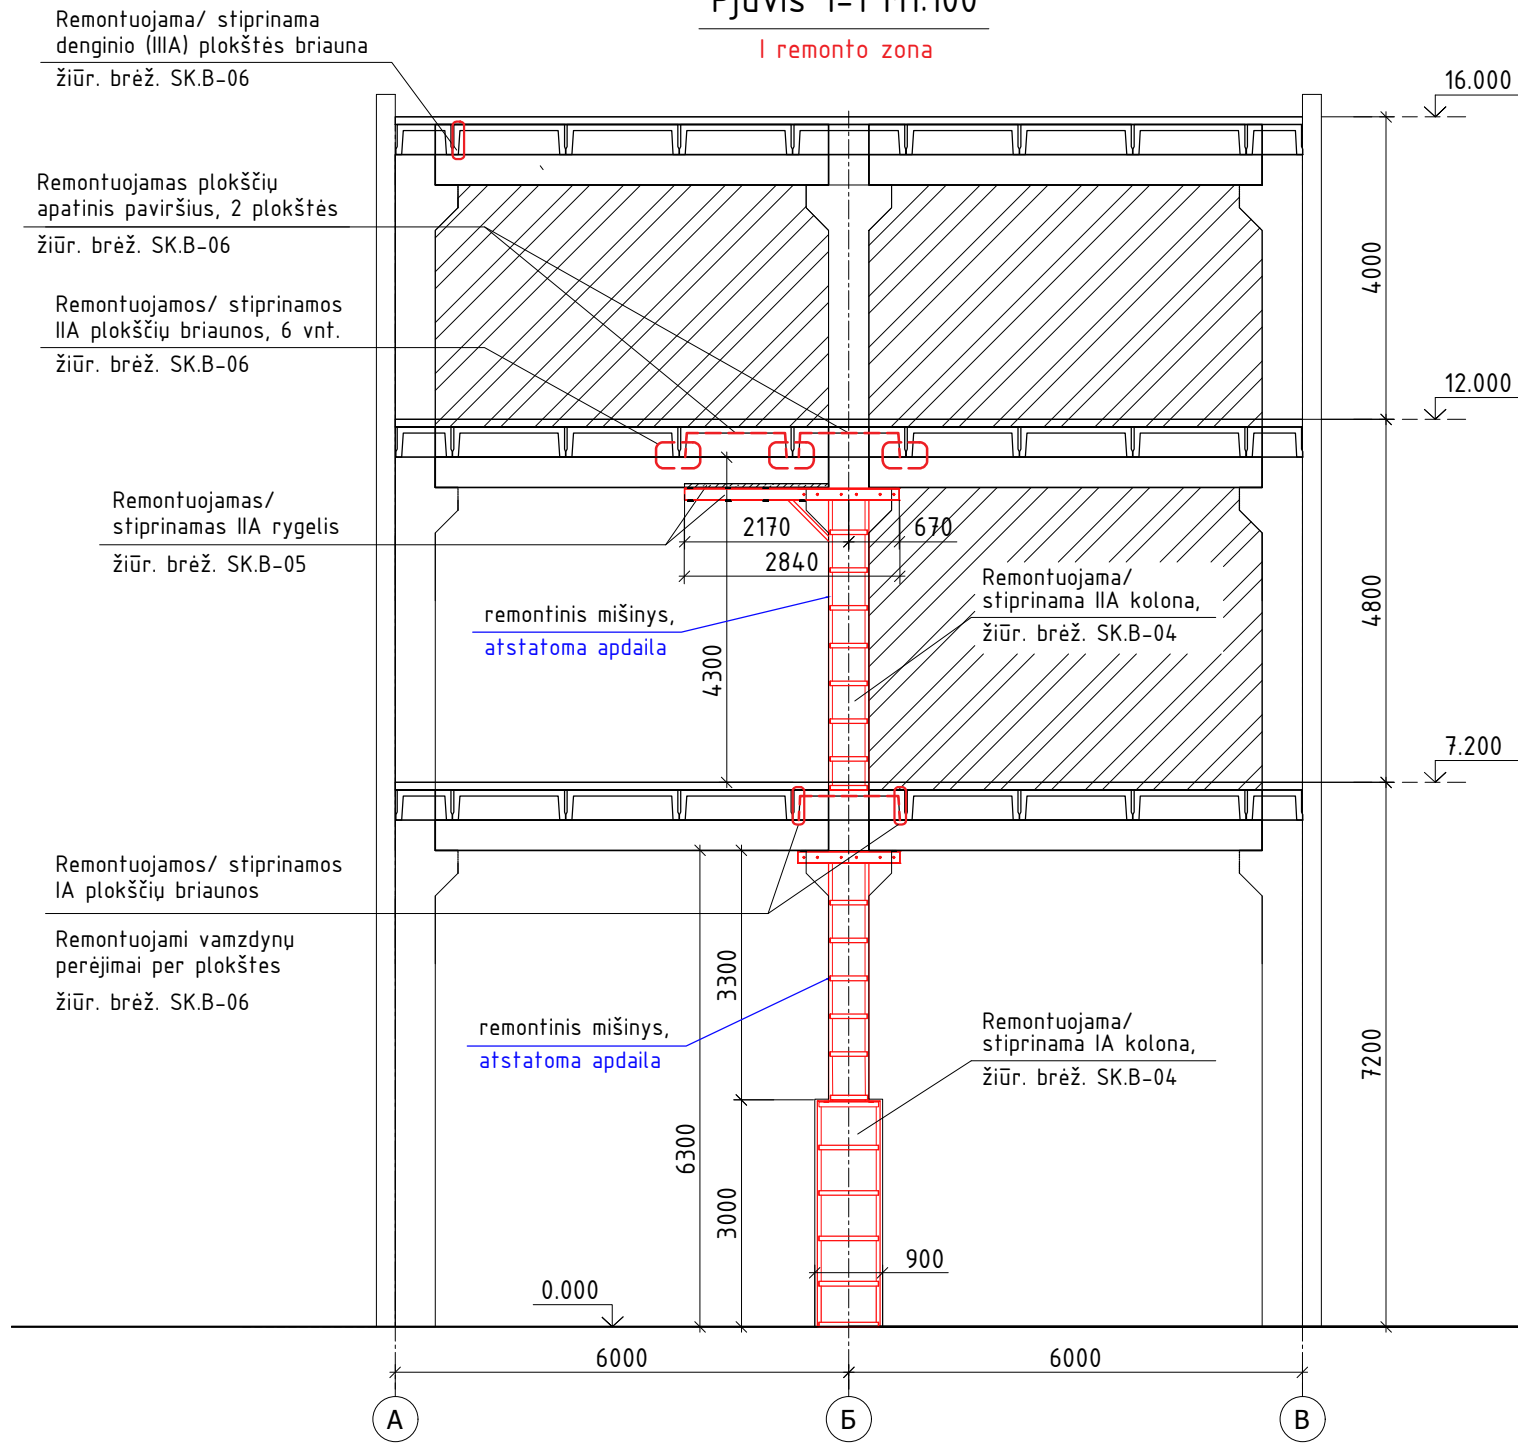 Pjūvis 1-1 M1:100
I remonto zona
Remontuojama/ stiprinama
denginio (IIIA) plokštės briauna
žiūr. brėž. SK.B-06
Remontuojamas plokščių
apatinis paviršius, 2 plokštės
žiūr. brėž. SK.B-06
Remontuojamos/ stiprinamos
IIA plokščių briaunos, 6 vnt.
žiūr. brėž. SK.B-06
Remontuojamas/
stiprinamas IIA rygelis
žiūr. brėž. SK.B-05
remontinis mišinys,
atstatoma apdaila
Remontuojama/
stiprinama IIA kolona,
žiūr. brėž. SK.B-04
Remontuojamos/ stiprinamos
IA plokščių briaunos
Remontuojami vamzdynų
perėjimai per plokštes
žiūr. brėž. SK.B-06
remontinis mišinys,
atstatoma apdaila
Remontuojama/
stiprinama IA kolona,
žiūr. brėž. SK.B-04
16.000
12.000
7.200
0.000
4000
4800
7200
2170
670
2840
4300
3300
6300
3000
900
6000
6000
А
Б
В